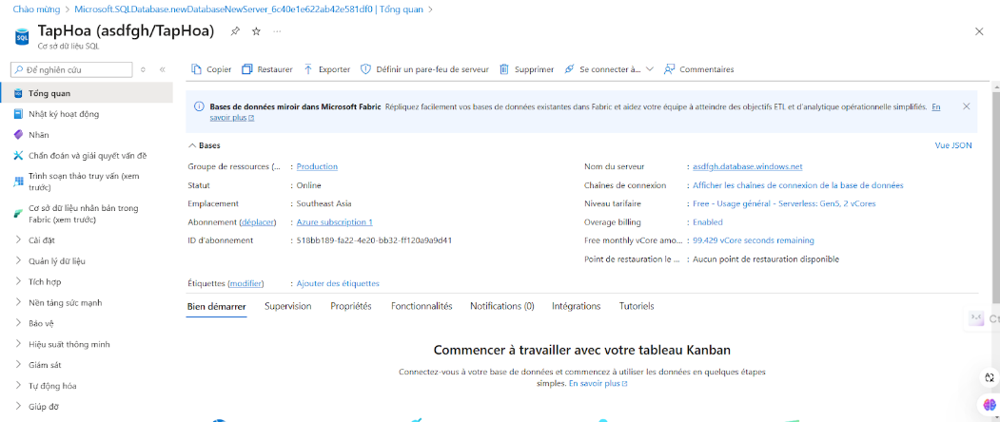 Chào mừng > Microsoft.SQLDatabase.newDatabaseNewServer_6c40e1e622ab42e581df0 | Tổng quan >
TapHoa (asdfgh/TapHoa)
Cơ sở dữ liệu SQL
Để nghiên cứu
Tổng quan
Nhật ký hoạt động
Nhãn
Chẩn đoán và giải quyết vấn đề
Trình soạn thảo truy vấn (xem
trước)
Cơ sở dữ liệu nhân bản trong
Fabric (xem trước)
Cài đặt
Quản lý dữ liệu
Tích hợp
Nền tảng sức mạnh
Bảo vệ
Hiệu suất thông minh
Giám sát
Tự động hóa
Giúp đỡ
Copier Restaurer Exporter Définir un pare-feu de serveur Supprimer Se connecter à... Commentaires
Bases de données miroir dans Microsoft Fabric Répliquez facilement vos bases de données existantes dans Fabric et aidez votre équipe à atteindre des objectifs ETL et d'analytique opérationnelle simplifiés. En
savoir plus
Bases
Vue JSON
Groupe de ressources (... : Production
Statut : Online
Emplacement : Southeast Asia
Abonnement (déplacer) : Azure subscription 1
ID d'abonnement : 518bb189-fa22-4e20-bb32-ff120a9a9d41
Nom du serveur : asdfgh.database.windows.net
Chaînes de connexion : Afficher les chaînes de connexion de la base de données
Niveau tarifaire : Free - Usage général - Serverless: Gen5, 2 vCores
Overage billing : Enabled
Free monthly vCore amo... : 99.429 vCore seconds remaining
Point de restauration le ... : Aucun point de restauration disponible
Étiquettes (modifier) : Ajouter des étiquettes
Bien démarrer Supervision Propriétés Fonctionnalités Notifications (0) Intégrations Tutoriels
Commencer à travailler avec votre tableau Kanban
Connectez-vous à votre base de données et commencez à utiliser les données en quelques étapes
simples. En savoir plus